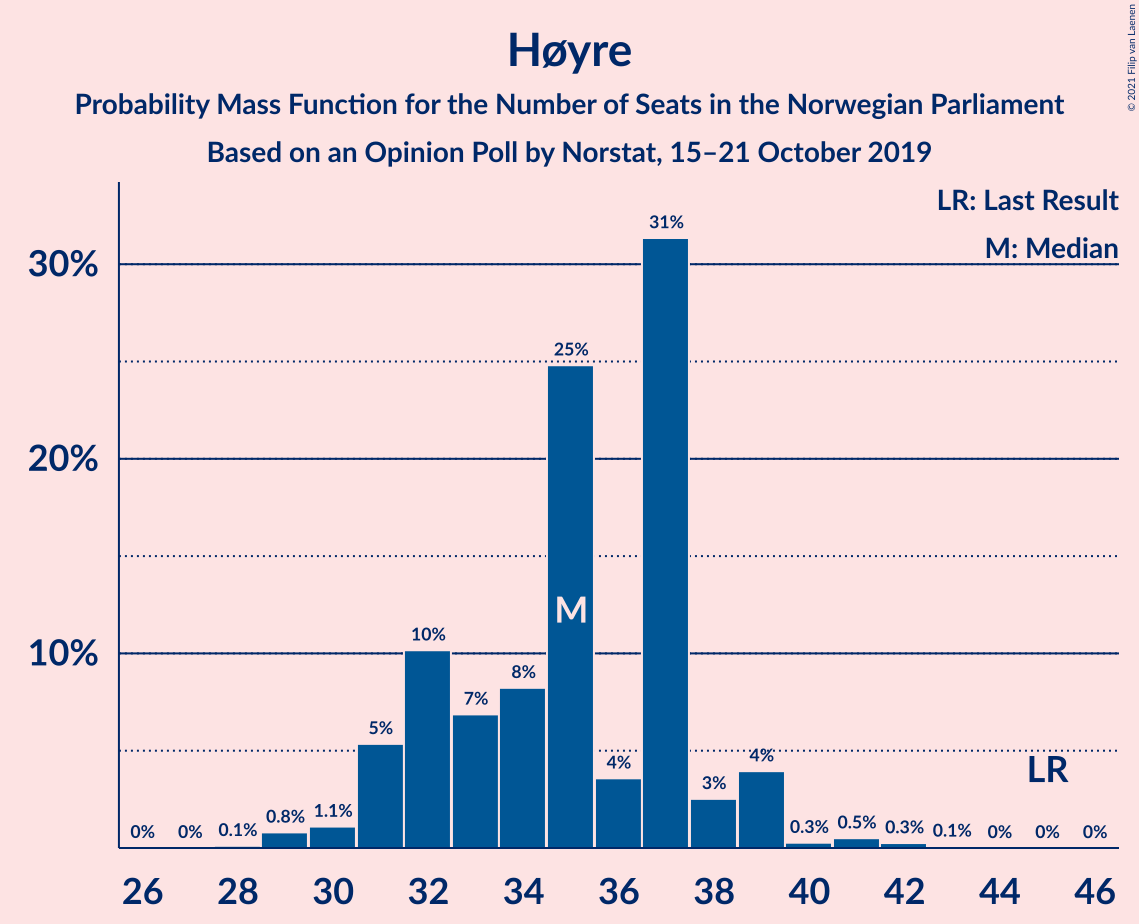 Høyre
Probability Mass Function for the Number of Seats in the Norwegian Parliament
Based on an Opinion Poll by Norstat, 15–21 October 2019
© 2021 Filip van Laenen
LR: Last Result
M: Median
30%
20%
10%
0% 0% 0.1% 0.8% 1.1% 5% 10% 7% 8% 25% 4% 31% 3% 4% 0.3% 0.5% 0.3% 0.1% 0% 0% 0%
M
LR
26 28 30 32 34 36 38 40 42 44 46